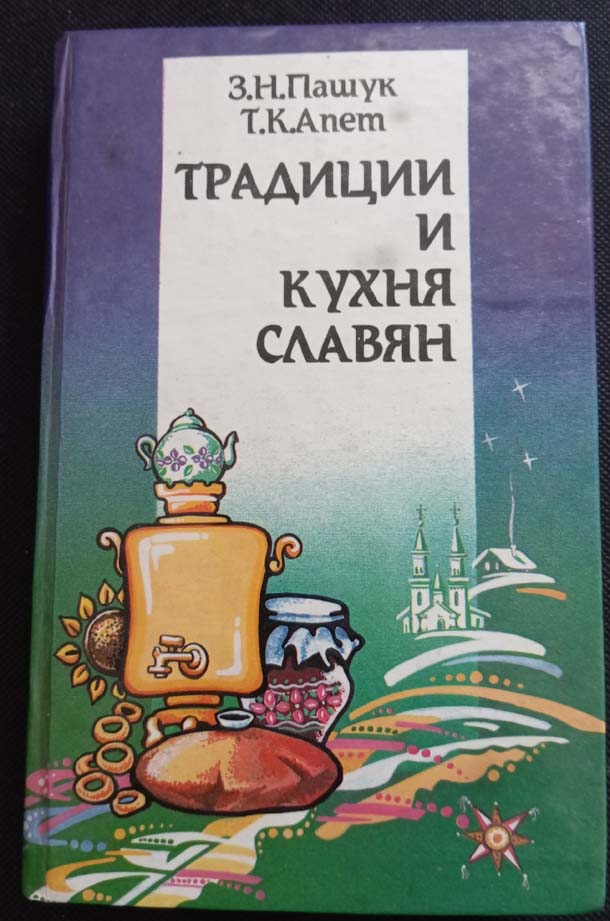 З.Н.Пашук
Т.К.Апет
ТРАДИЦИИ
И
КУХНЯ
СЛАВЯН